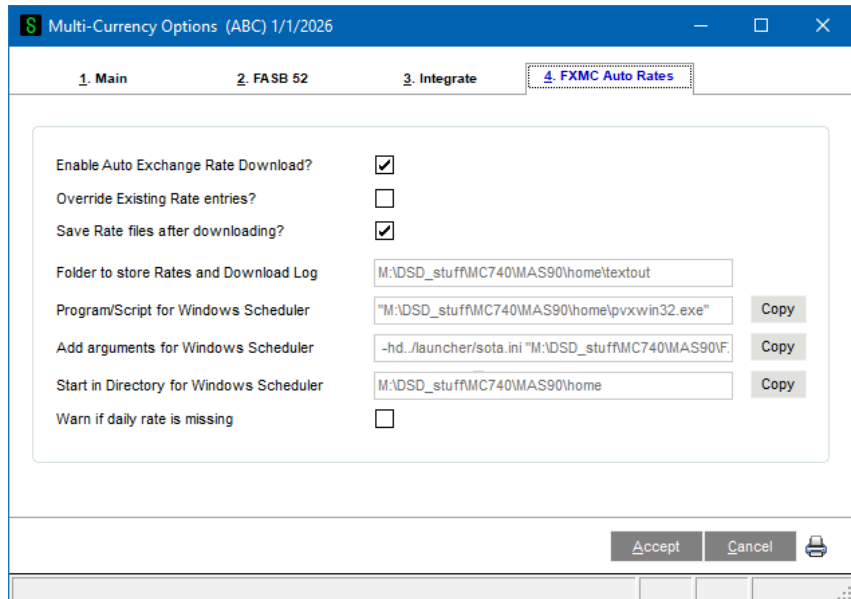 Multi-Currency Options (ABC) 1/1/2026
1. Main
2. FASB 52
3. Integrate
4. FXMC Auto Rates
Enable Auto Exchange Rate Download?
Override Existing Rate entries?
Save Rate files after downloading?
Folder to store Rates and Download Log
M:\DSD_stuff\MC740\MAS90\home\textout
Program/Script for Windows Scheduler
"M:\DSD_stuff\MC740\MAS90\home\pvxwin32.exe"
Copy
Add arguments for Windows Scheduler
-hd../launcher/sota.ini "M:\DSD_stuff\MC740\MAS90\F.
Copy
Start in Directory for Windows Scheduler
M:\DSD_stuff\MC740\MAS90\home
Copy
Warn if daily rate is missing
Accept
Cancel